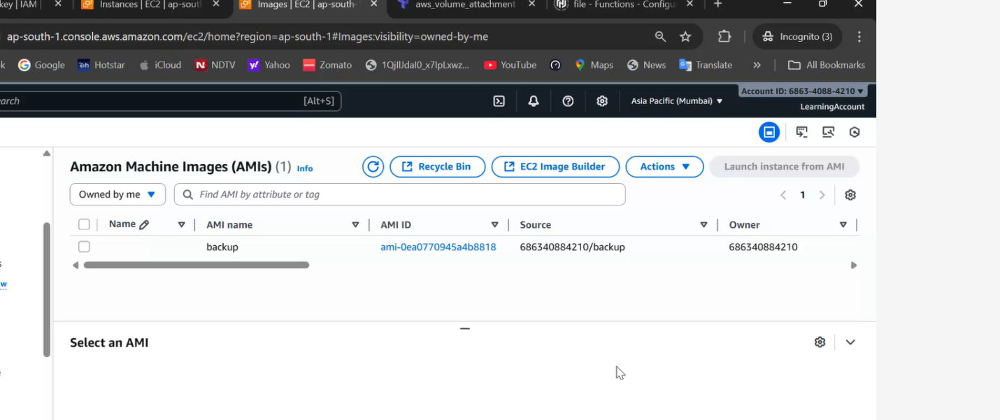 key | IAM
Instances | EC2 | ap-sout
Images | EC2 | ap-south-
aws_volume_attachment
file - Functions - Configu
ap-south-1.console.aws.amazon.com/ec2/home?region=ap-south-1#Images:visibility=owned-by-me
Incognito (3)
k Google Hotstar iCloud NDTV Yahoo Zomato YouTube Maps News Translate » All Bookmarks
earch [Alt+S] Asia Pacific (Mumbai) Account ID: 6863-4088-4210
LearningAccount
Amazon Machine Images (AMIs) (1) Info Recycle Bin EC2 Image Builder Actions Launch instance from AMI
Owned by me Find AMI by attribute or tag 1
Name AMI name AMI ID Source Owner
backup ami-0ea0770945a4b8818 686340884210/backup 686340884210
s
w
Select an AMI